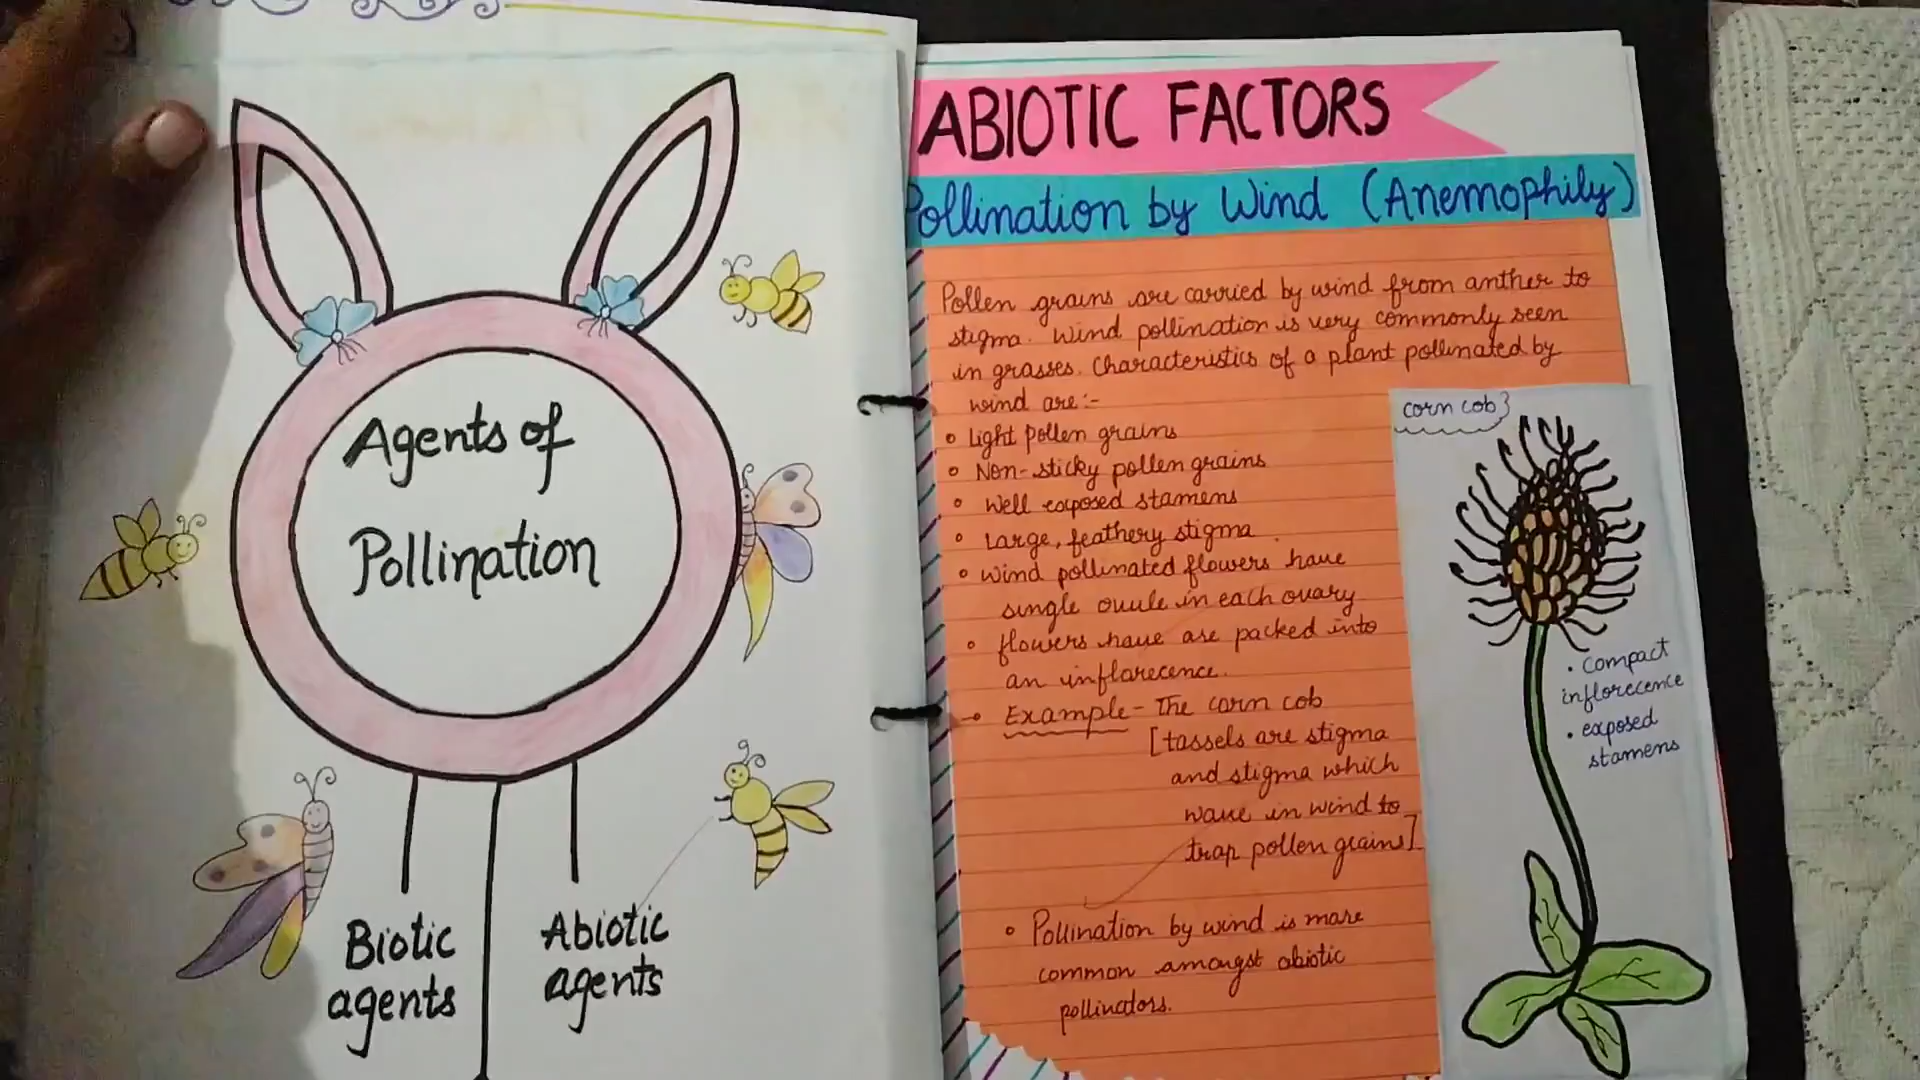 Agents of
Pollination
Biotic
agents
Abiotic
agents
ABIOTIC FACTORS
Pollination by Wind (Anemophily)
Pollen grains are carried by wind from anther to
stigma. Wind pollination is very commonly seen
in grasses. Characteristics of a plant pollinated by
wind are:-
Light pollen grains
Non-sticky pollen grains
Well exposed stamens
Large, feathery stigma.
Wind pollinated flowers have
single ovule in each ovary
flowers have are packed into
an inflorecence.
Example - The corn cob
[tassels are stigma
and stigma which
wave in wind to
trap pollen grains]
Pollination by wind is more
common amongst abiotic
pollinators.
corn cob
• compact
inflorecence
• exposed
stamens